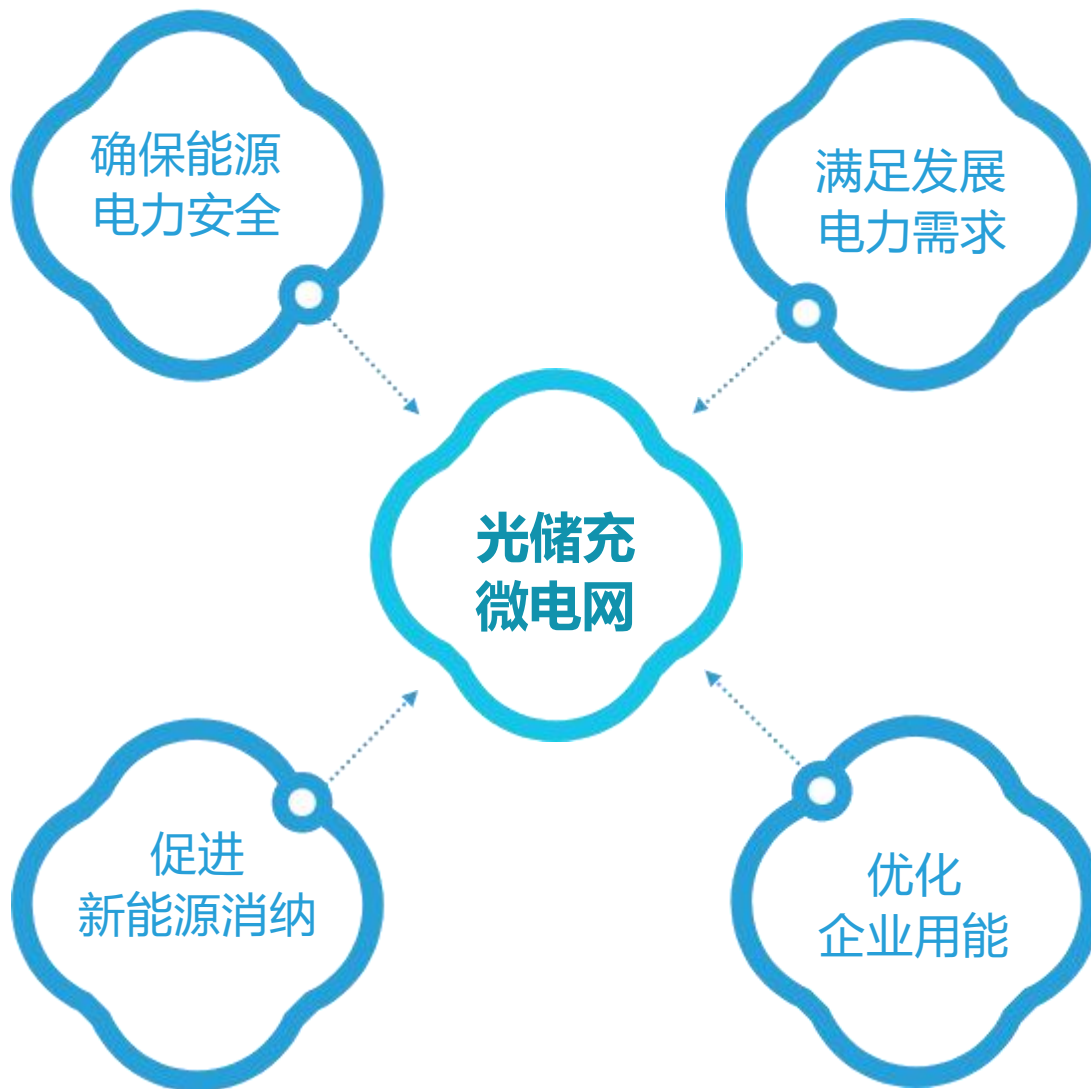 确保能源
电力安全
满足发展
电力需求
光储充
微电网
促进
新能源消纳
优化
企业用能